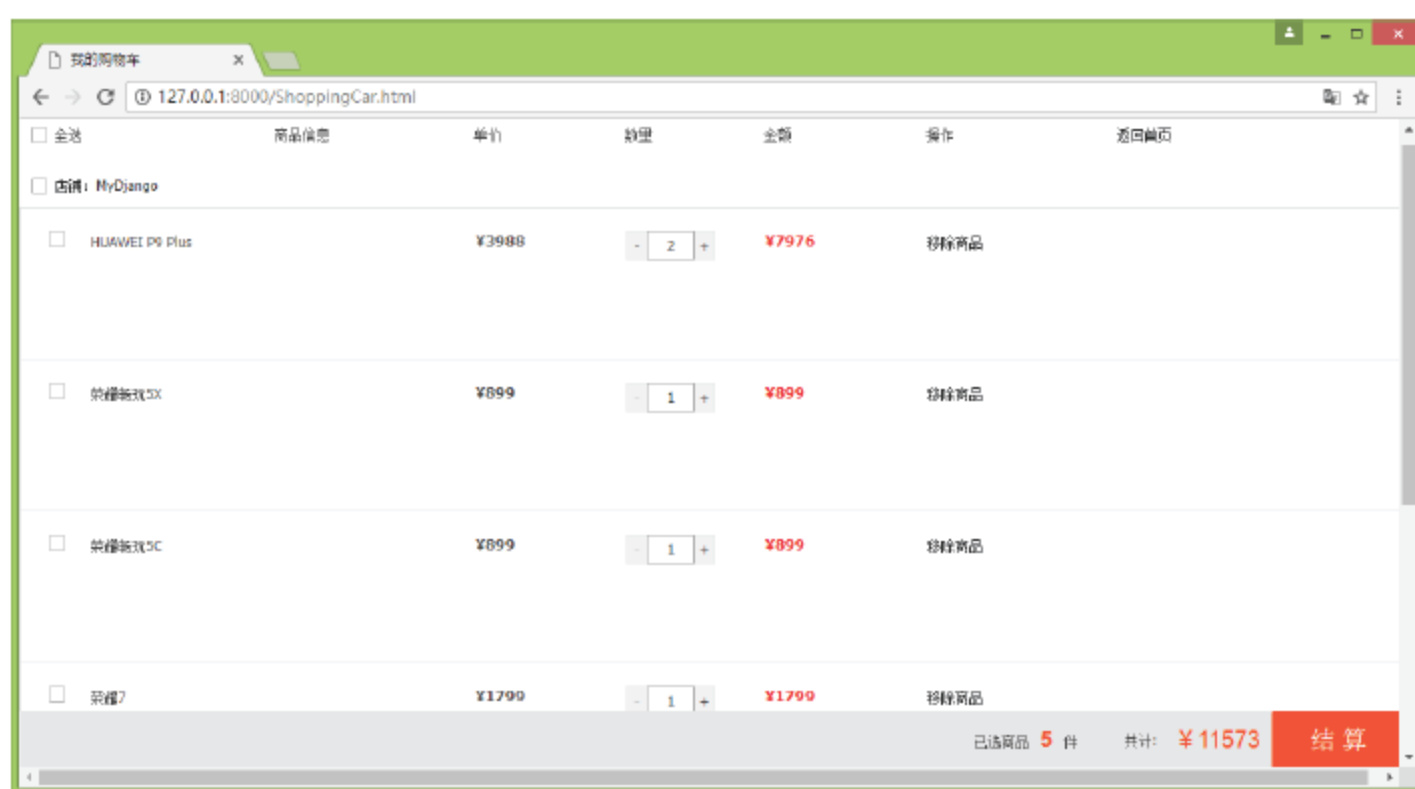 我的购物车
127.0.0.1:8000/ShoppingCar.html
全选 商品信息 单价 数量 金额 操作 返回首页
店铺：MyDjango
HUAWEI P9 Plus ¥3988 - 2 + ¥7976 移除商品
荣耀畅玩5X ¥899 - 1 + ¥899 移除商品
荣耀畅玩5C ¥899 - 1 + ¥899 移除商品
荣耀7 ¥1799 - 1 + ¥1799 移除商品
已选商品 5 件 共计: ¥11573 结算